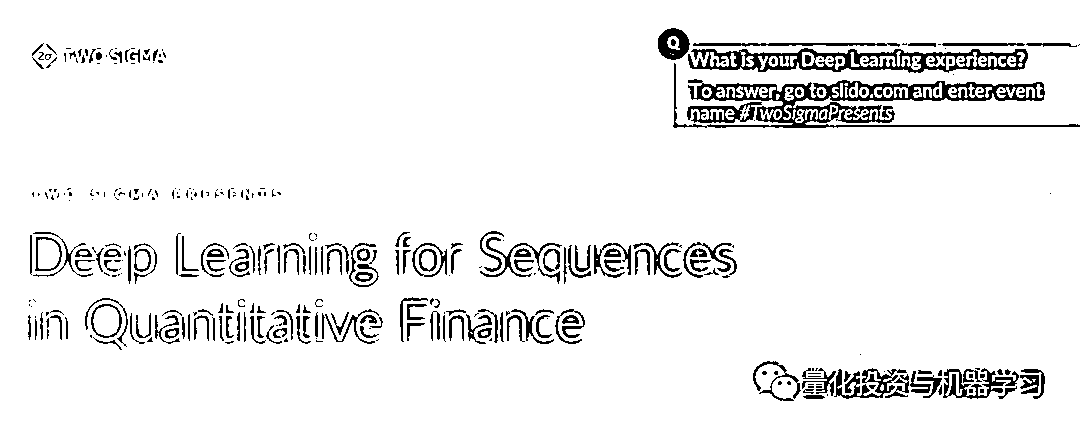 2σ TWO SIGMA
Q
What is your Deep Learning experience?
To answer, go to slido.com and enter event
name #TwoSigmaPresents
TWO SIGMA PRESENTS
Deep Learning for Sequences
in Quantitative Finance
量化投资与机器学习